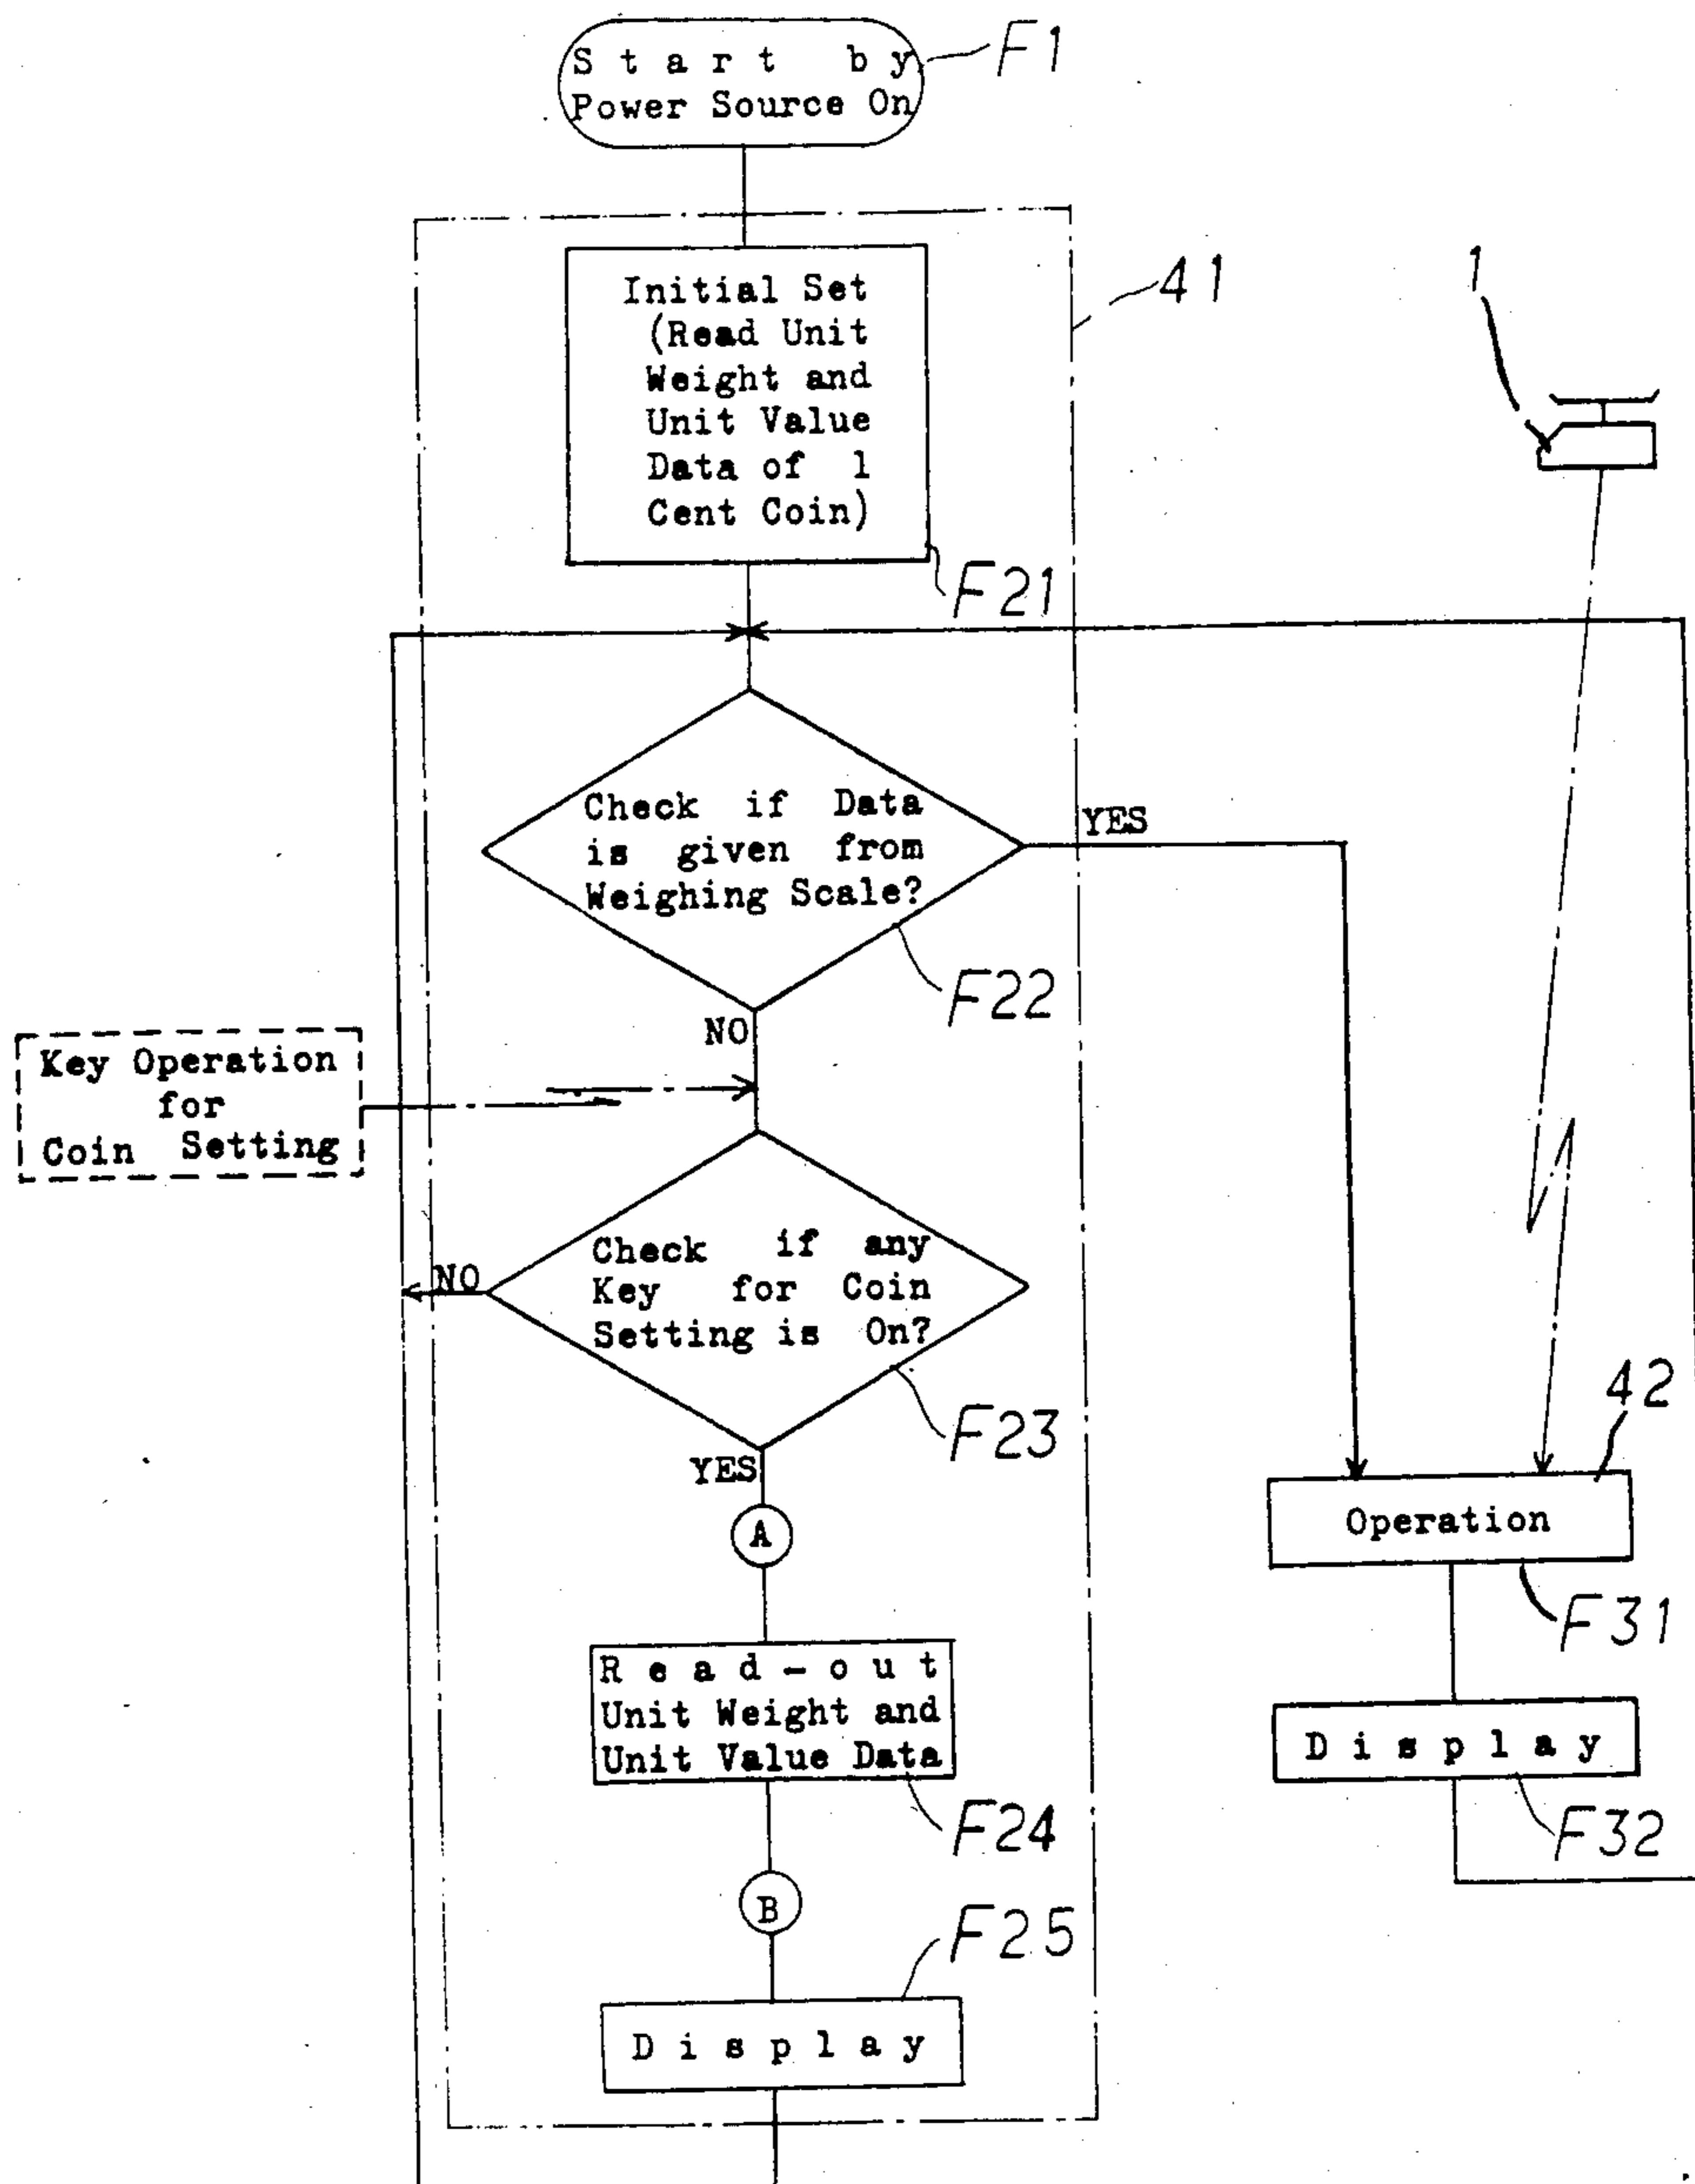 Start by
Power Source On
F1
Initial Set
(Read Unit
Weight and
Unit Value
Data of 1
Cent Coin)
F21
41
1
Check if Data
is given from
Weighing Scale?
YES
F22
NO
Key Operation
for
Coin Setting
Check if any
Key for Coin
Setting is On?
NO
F23
YES
A
42
Operation
F31
Read-out
Unit Weight and
Unit Value Data
F24
Display
F32
B
F25
Display